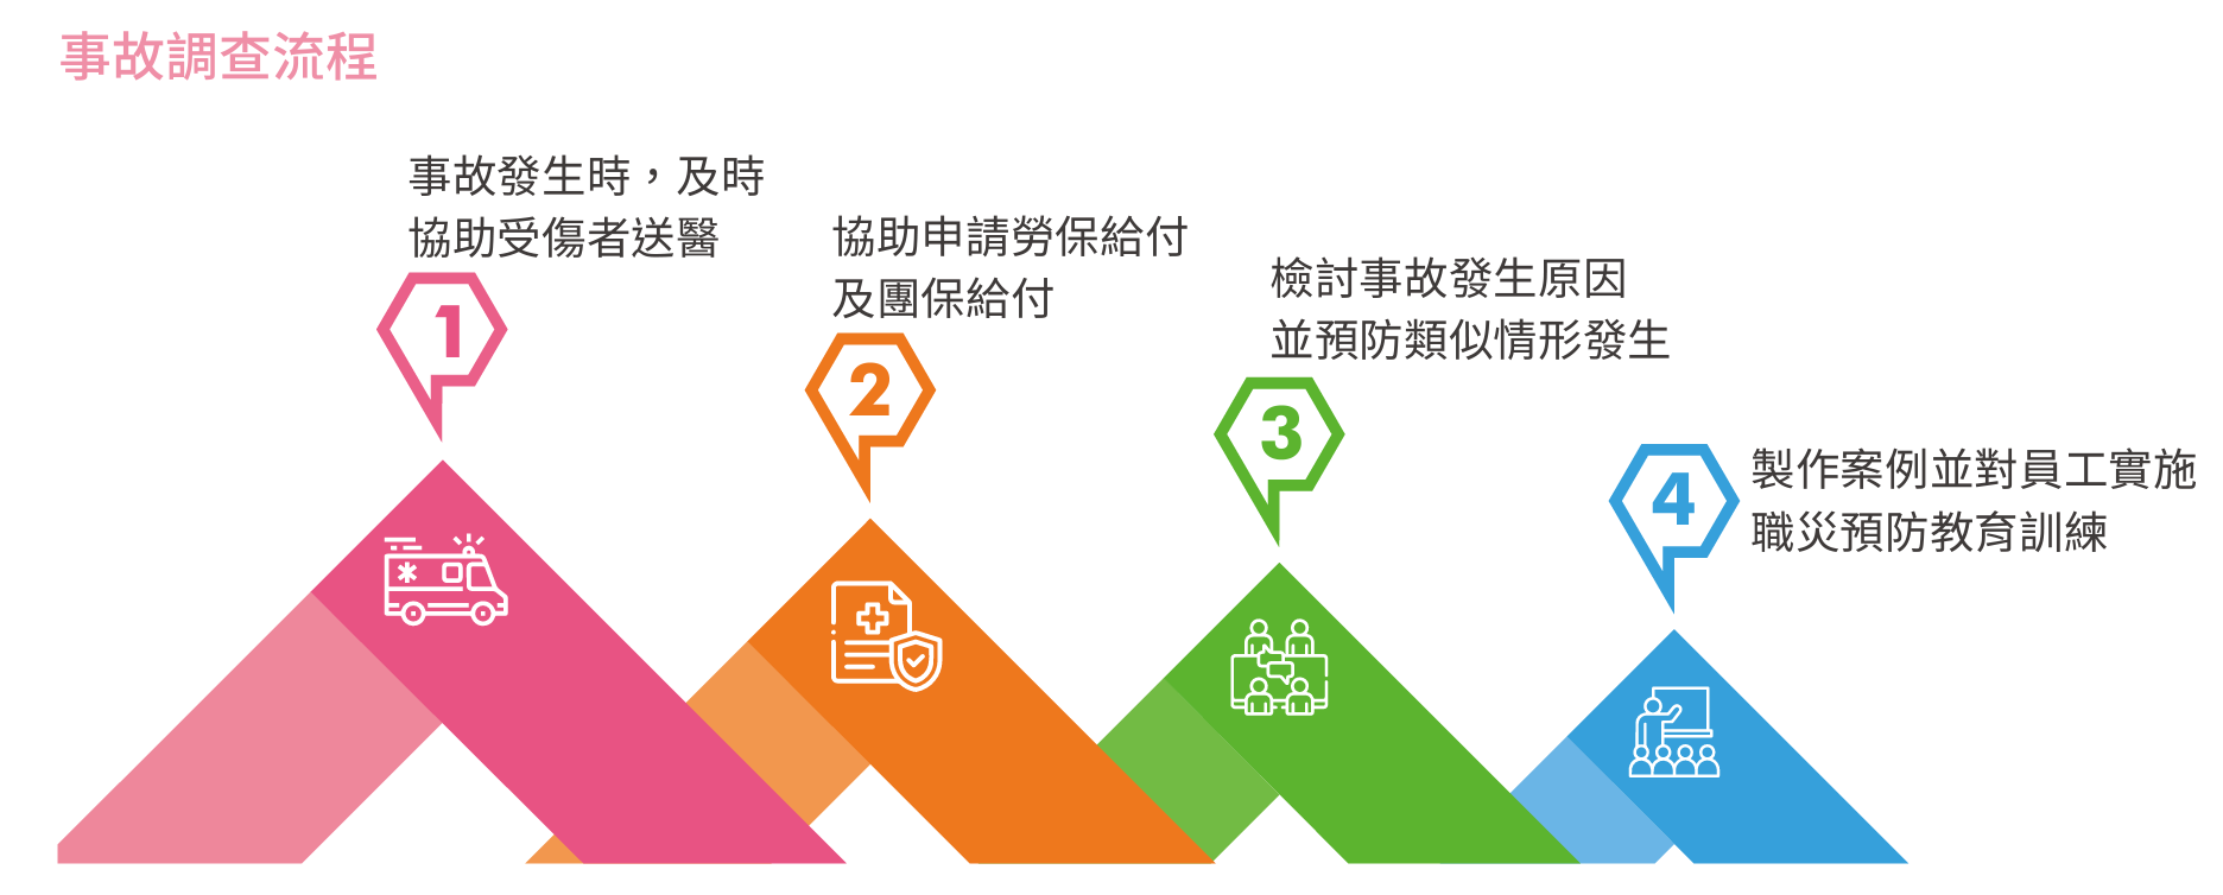 事故調查流程
事故發生時，及時
協助受傷者送醫
1
協助申請勞保給付
及團保給付
2
檢討事故發生原因
並預防類似情形發生
3
製作案例並對員工實施
職災預防教育訓練
4